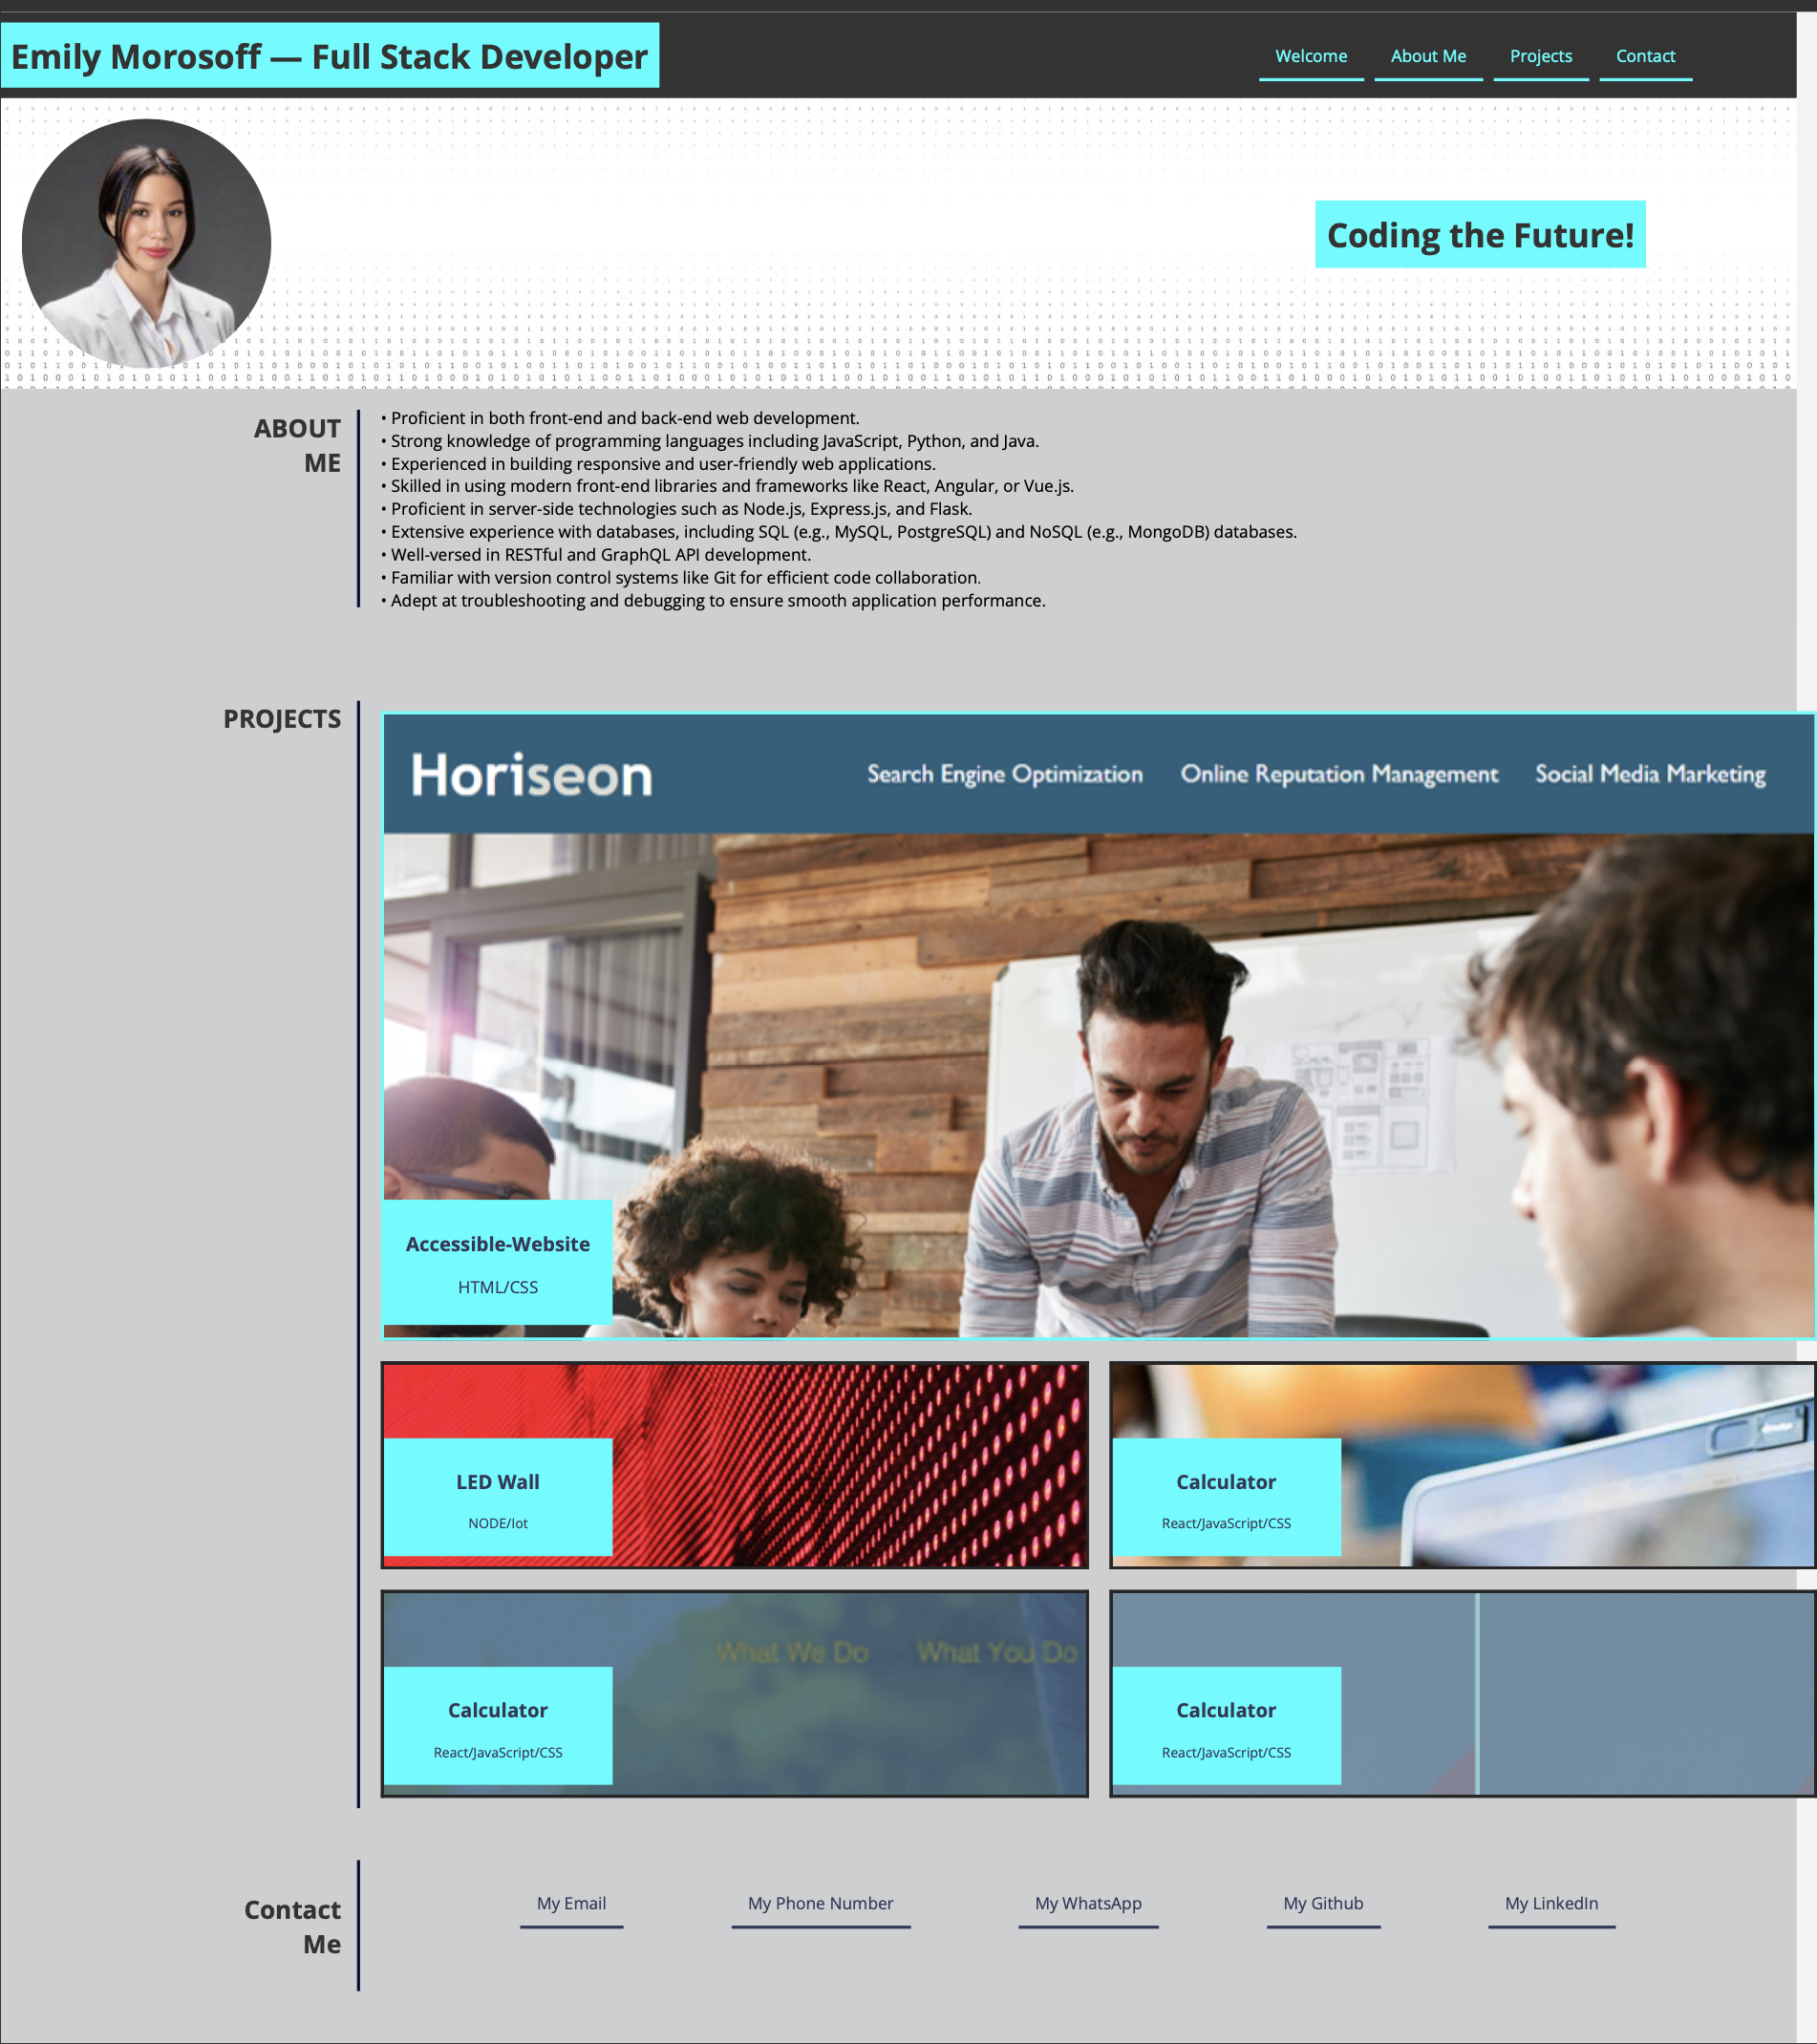 Emily Morosoff — Full Stack Developer
Welcome About Me Projects Contact
Coding the Future!
ABOUT
ME
• Proficient in both front-end and back-end web development.
• Strong knowledge of programming languages including JavaScript, Python, and Java.
• Experienced in building responsive and user-friendly web applications.
• Skilled in using modern front-end libraries and frameworks like React, Angular, or Vue.js.
• Proficient in server-side technologies such as Node.js, Express.js, and Flask.
• Extensive experience with databases, including SQL (e.g., MySQL, PostgreSQL) and NoSQL (e.g., MongoDB) databases.
• Well-versed in RESTful and GraphQL API development.
• Familiar with version control systems like Git for efficient code collaboration.
• Adept at troubleshooting and debugging to ensure smooth application performance.
PROJECTS
Horiseon Search Engine Optimization Online Reputation Management Social Media Marketing
Accessible-Website
HTML/CSS
LED Wall
NODE/Iot
Calculator
React/JavaScript/CSS
What We Do What You Do
Calculator
React/JavaScript/CSS
Calculator
React/JavaScript/CSS
Contact
Me
My Email My Phone Number My WhatsApp My Github My LinkedIn